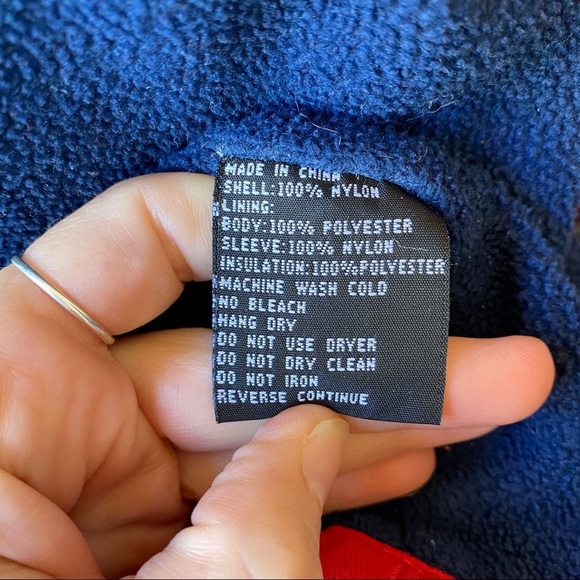 MADE IN CHINA
SHELL:100% NYLON
LINING:
BODY:100% POLYESTER
SLEEVE:100% NYLON
INSULATION:100%POLYESTER
MACHINE WASH COLD
NO BLEACH
HANG DRY
DO NOT USE DRYER
DO NOT DRY CLEAN
DO NOT IRON
REVERSE CONTINUE